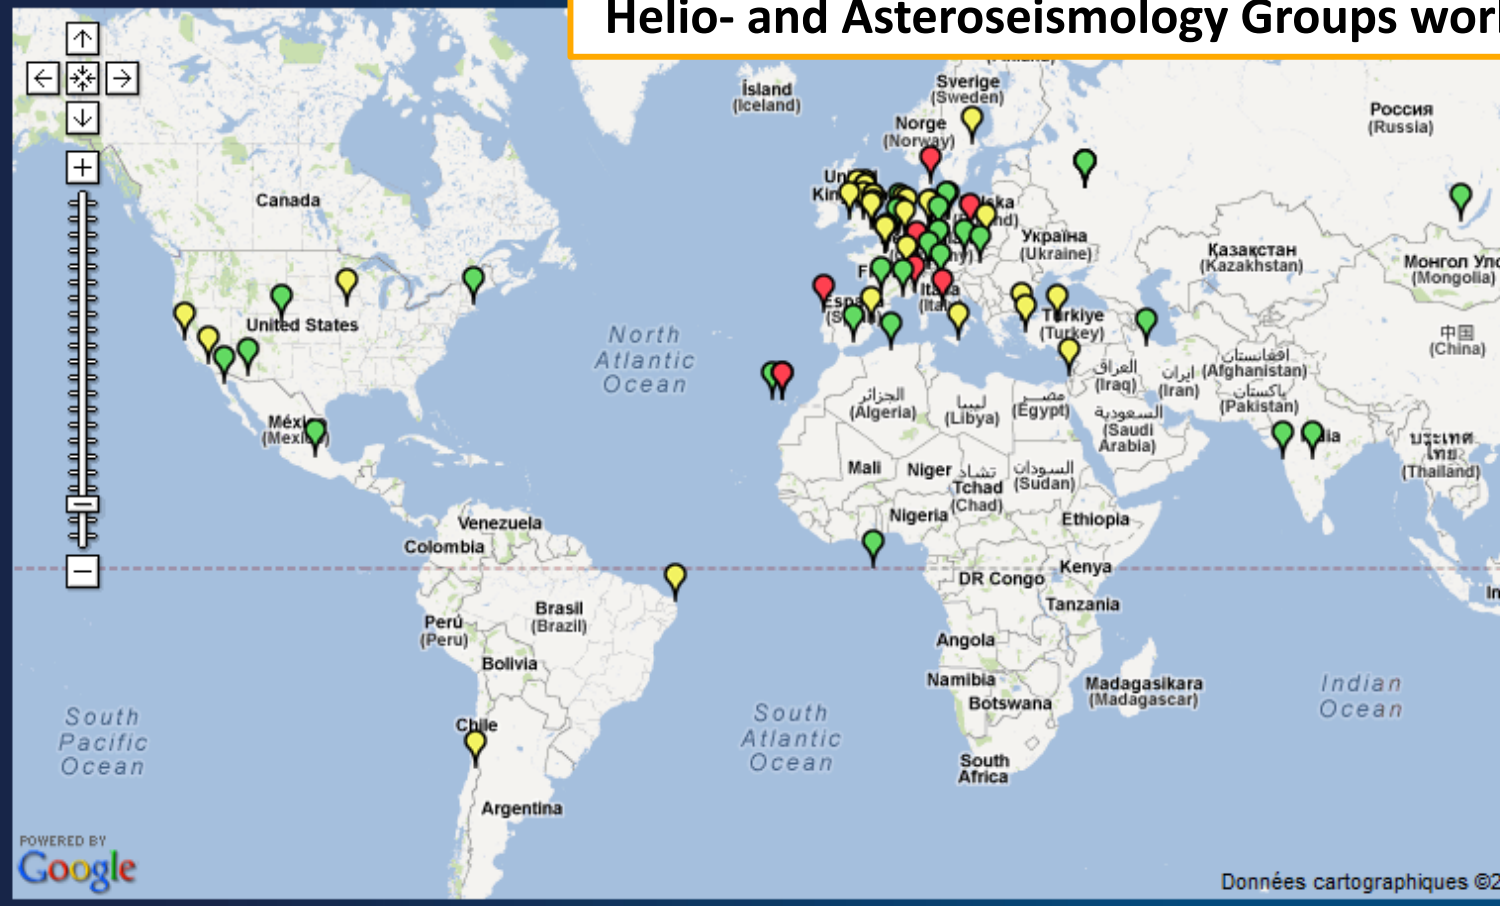 Helio- and Asteroseismology Groups
Ísland
(Iceland)
Sverige
(Sweden)
Norge
(Norway)
Россия
(Russia)
Canada
Україна
(Ukraine)
Қазақстан
(Kazakhstan)
(Mongolia)
Монгол
United States
North
Atlantic
Ocean
Türkiye
(Turkey)
中国
(China)
افغانستان
(Afghanistan)
العراق
(Iraq)
ایران
(Iran)
پاکستان
(Pakistan)
الجزائر
(Algeria)
ليبيا
(Libya)
مصر
(Egypt)
السعودية
(Saudi
Arabia)
ประเทศ
ไทย
(Thailand)
Mali
Niger
تشاد
Tchad
(Chad)
السودان
(Sudan)
Nigeria
Ethiopia
Venezuela
Colombia
DR Congo
Kenya
Tanzania
Brasil
(Brazil)
Perú
(Peru)
Bolivia
Angola
Namibia
Botswana
Madagasikara
(Madagascar)
Indian
Ocean
South
Pacific
Ocean
South
Atlantic
Ocean
Chile
South
Africa
Argentina
POWERED BY
Google
Données cartographiques ©2